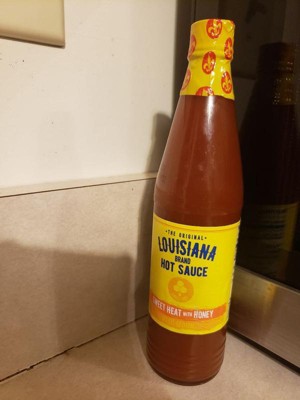 •THE ORIGINAL•
LOUISIANA
BRAND
HOT SAUCE
SWEET HEAT WITH HONEY